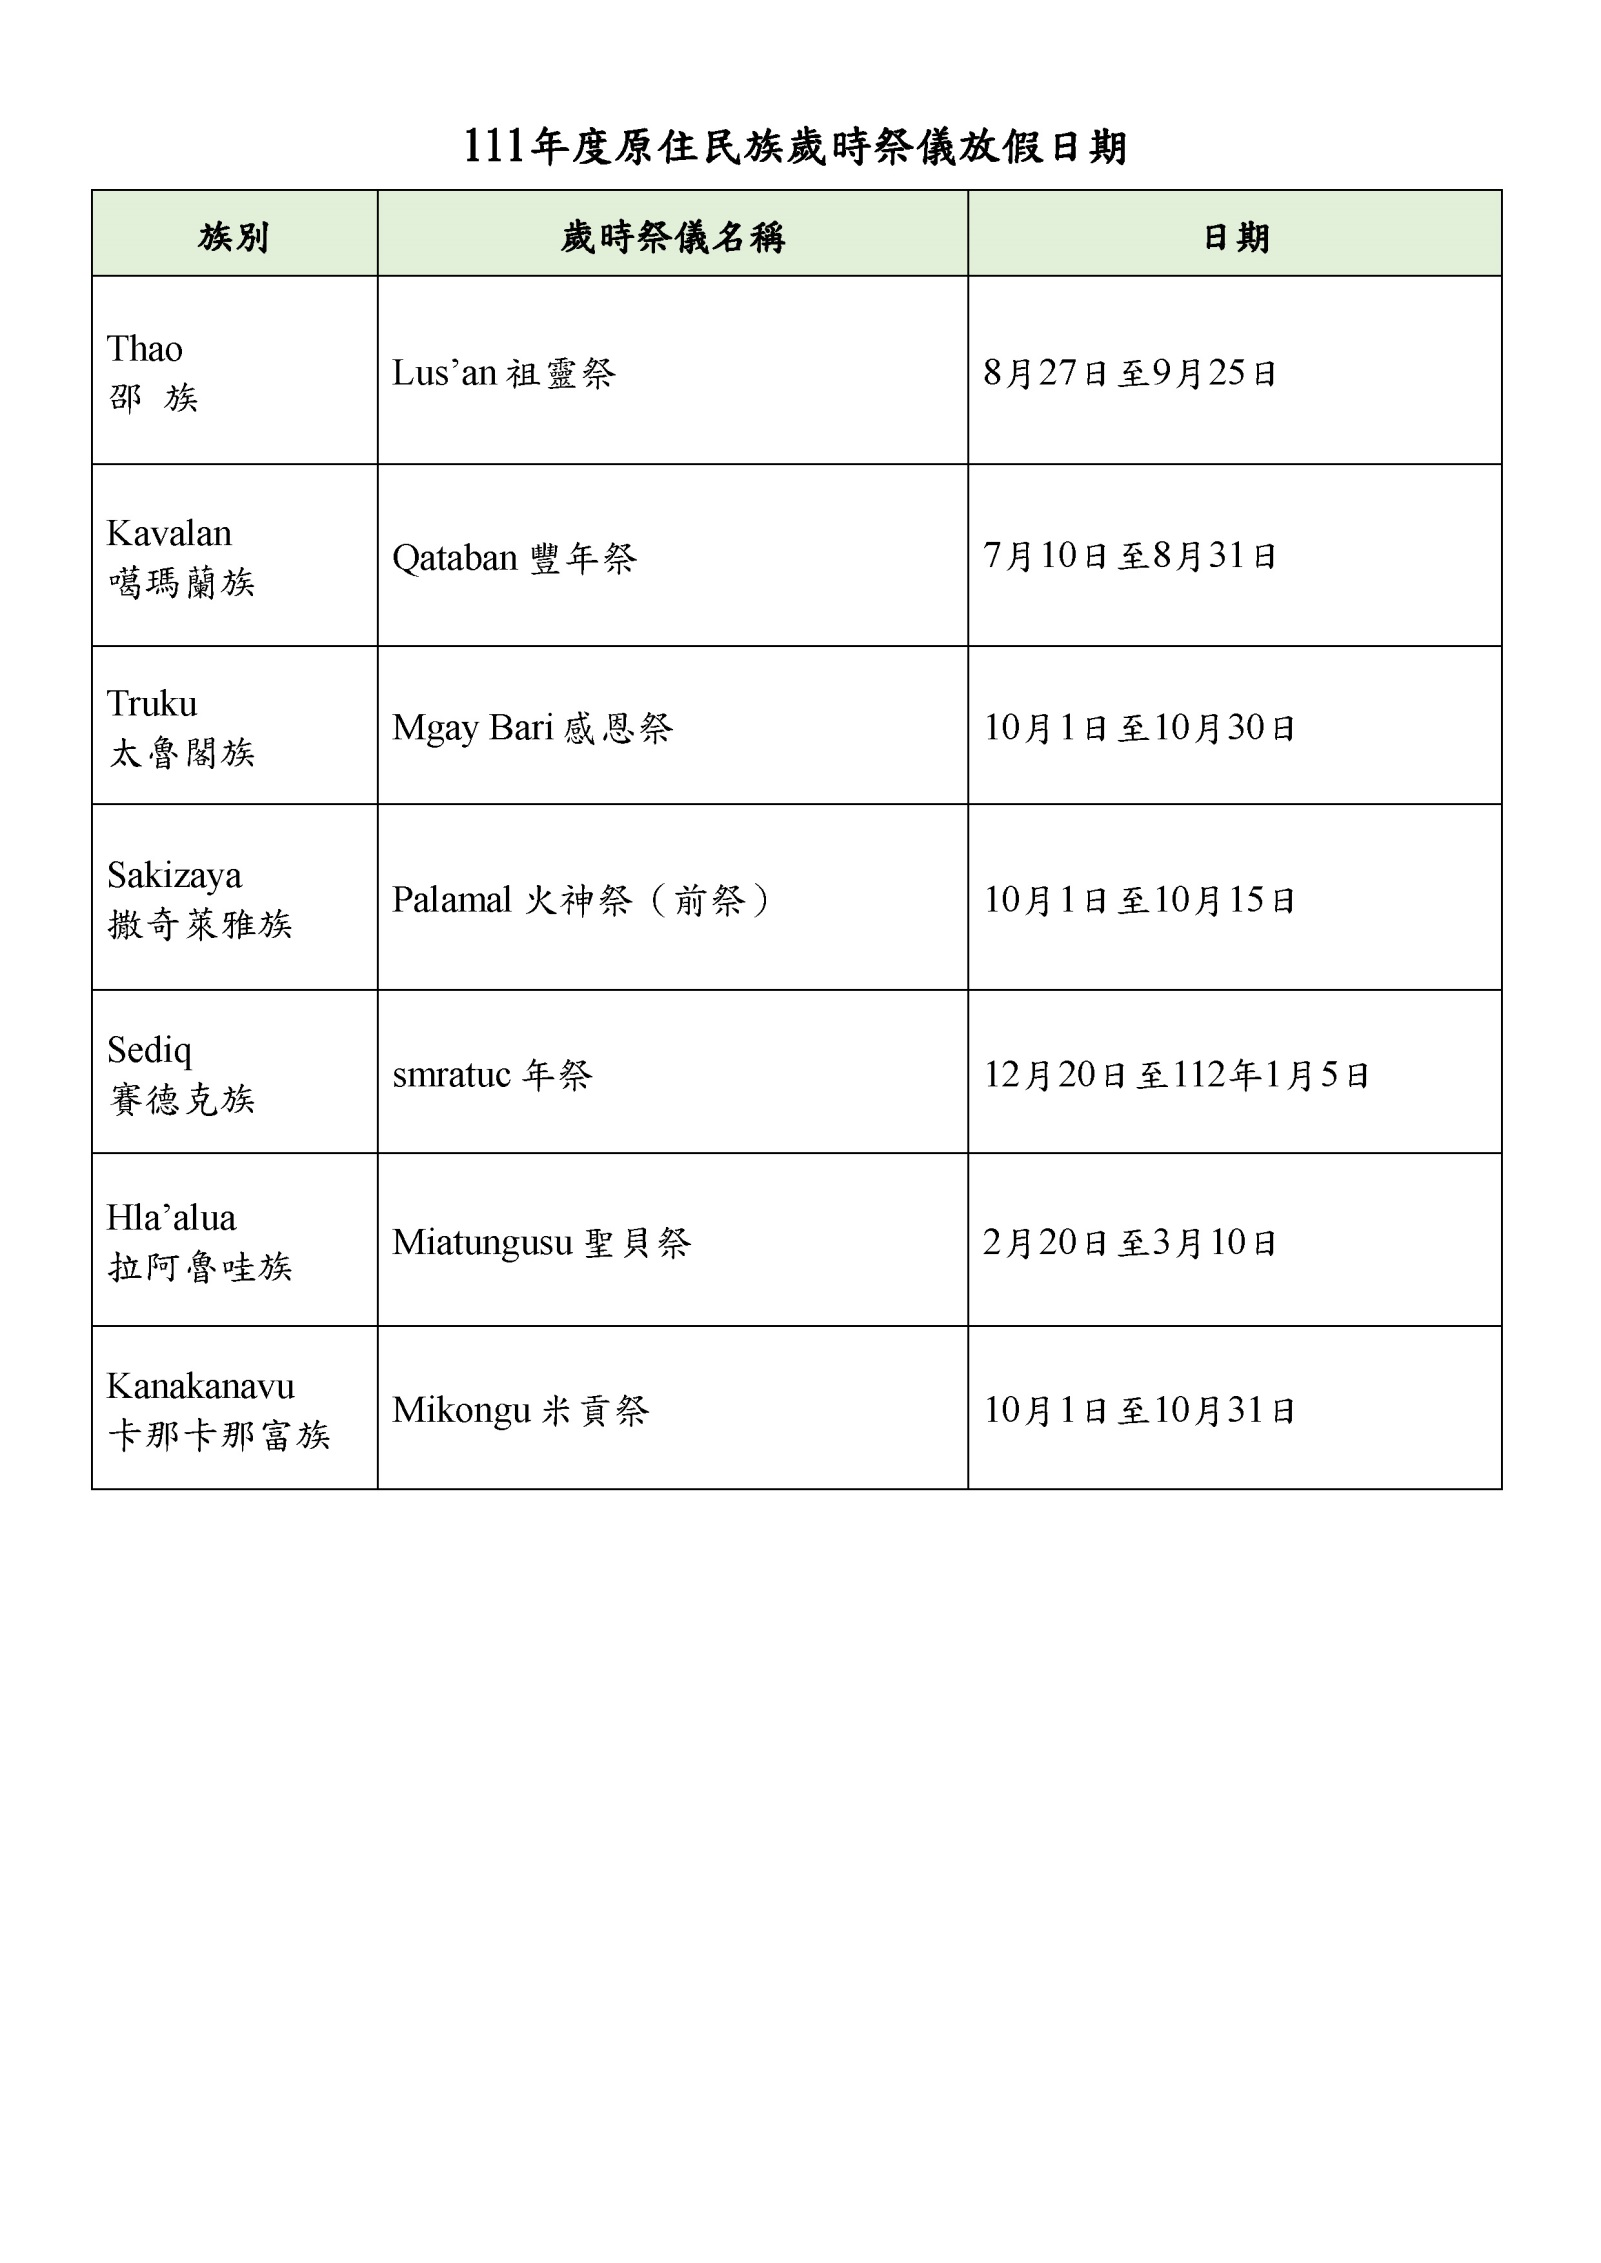 111年度原住民族歲時祭儀放假日期
族別 歲時祭儀名稱 日期
Thao
邵 族
Lus’an 祖靈祭
8月27日至9月25日
Kavalan
噶瑪蘭族
Qataban 豐年祭
7月10日至8月31日
Truku
太魯閣族
Mgay Bari 感恩祭
10月1日至10月30日
Sakizaya
撒奇萊雅族
Palamal 火神祭（前祭）
10月1日至10月15日
Sediq
賽德克族
smratuc 年祭
12月20日至112年1月5日
Hla’alua
拉阿魯哇族
Miatungusu 聖貝祭
2月20日至3月10日
Kanakanavu
卡那卡那富族
Mikongu 米貢祭
10月1日至10月31日